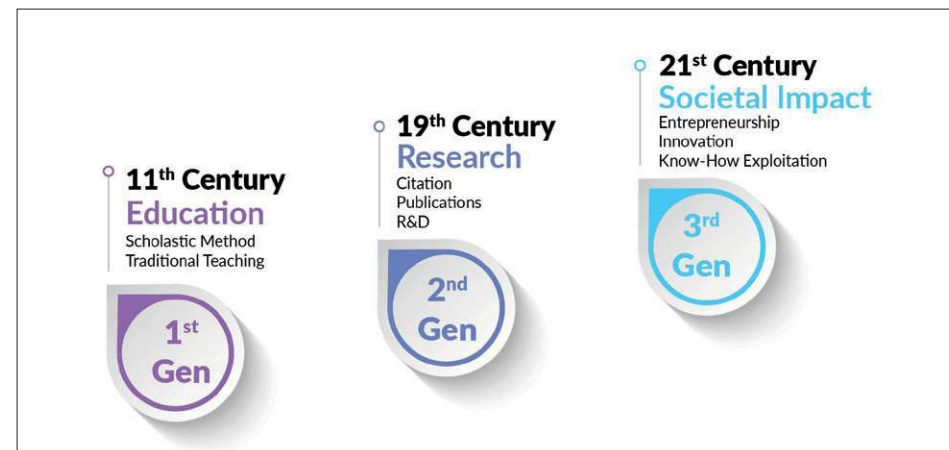 11th Century
Education
Scholastic Method
Traditional Teaching
1st
Gen
19th Century
Research
Citation
Publications
R&D
2nd
Gen
21st Century
Societal Impact
Entrepreneurship
Innovation
Know-How Exploitation
3rd
Gen